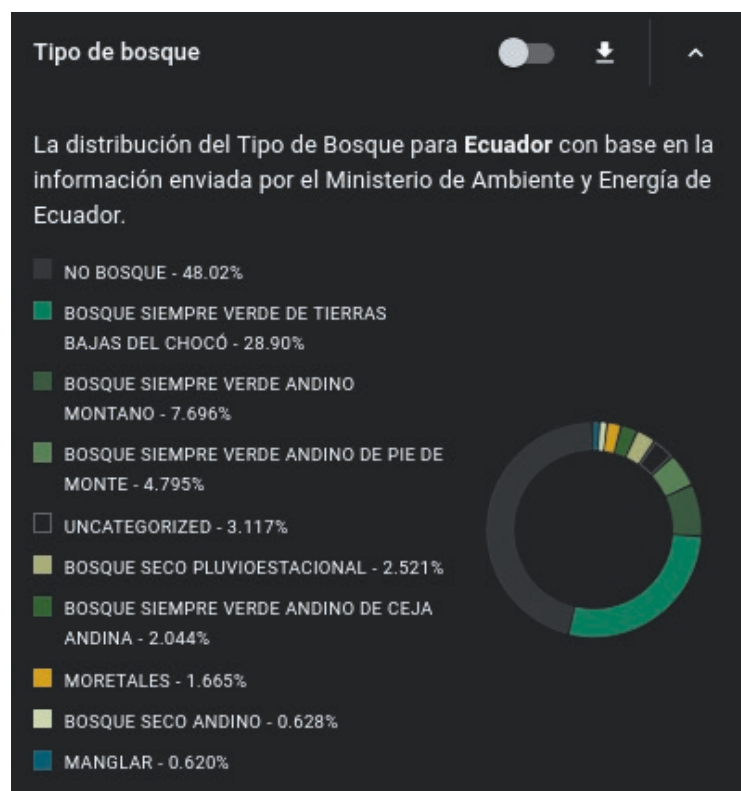 Tipo de bosque
La distribución del Tipo de Bosque para Ecuador con base en la
información enviada por el Ministerio de Ambiente y Energía de
Ecuador.
NO BOSQUE - 48.02%
BOSQUE SIEMPRE VERDE DE TIERRAS
BAJAS DEL CHOCÓ - 28.90%
BOSQUE SIEMPRE VERDE ANDINO
MONTANO - 7.696%
BOSQUE SIEMPRE VERDE ANDINO DE PIE DE
MONTE - 4.795%
UNCATEGORIZED - 3.117%
BOSQUE SECO PLUVIOESTACIONAL - 2.521%
BOSQUE SIEMPRE VERDE ANDINO DE CEJA
ANDINA - 2.044%
MORETALES - 1.665%
BOSQUE SECO ANDINO - 0.628%
MANGLAR - 0.620%